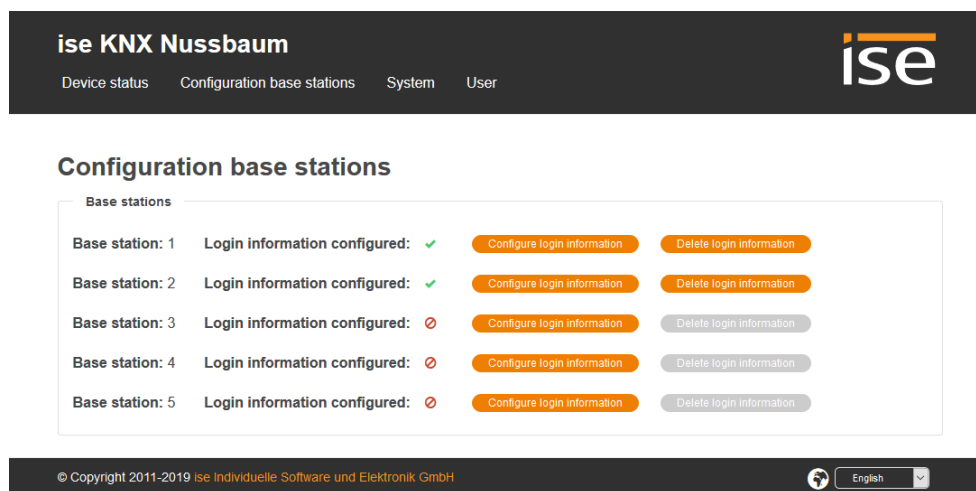 ise KNX Nussbaum
ise
Device status Configuration base stations System User
Configuration base stations
Base stations
Base station: 1 Login information configured: Configure login information Delete login information
Base station: 2 Login information configured: Configure login information Delete login information
Base station: 3 Login information configured: Configure login information Delete login information
Base station: 4 Login information configured: Configure login information Delete login information
Base station: 5 Login information configured: Configure login information Delete login information
© Copyright 2011-2019 ise Individuelle Software und Elektronik GmbH English